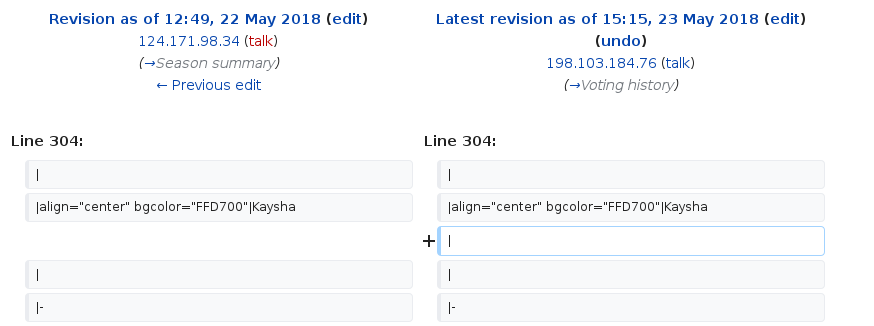 Revision as of 12:49, 22 May 2018 (edit)
124.171.98.34 (talk)
(→Season summary)
← Previous edit
Latest revision as of 15:15, 23 May 2018 (edit)
(undo)
198.103.184.76 (talk)
(→Voting history)
Line 304:
Line 304:
|
|
|align="center" bgcolor="FFD700"|Kaysha
|align="center" bgcolor="FFD700"|Kaysha
+ |
|
|
|-
|-